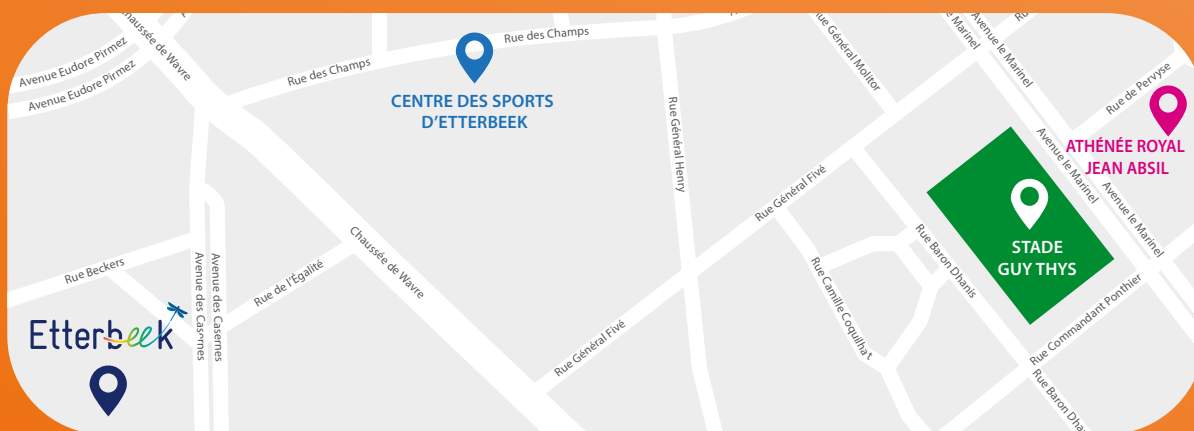 Avenue Eudore Pirmez
Avenue Eudore Pirmez
Chaussée de Wavre
Rue des Champs
Rue des Champs
CENTRE DES SPORTS
D'ETTERBEEK
Rue Général Molitor
Avenue le Marinel
Rue de Pervyse
ATHÉNÉE ROYAL
JEAN ABSIL
Rue Général Henry
Avenue le Marinel
Avenue le Marinel
Rue Général Fivé
STADE
GUY THYS
Rue Beckers
Avenue des Casernes
Avenue des Casernes
Rue de l'Égalité
Chaussée de Wavre
Rue Camille Coquilhat
Rue Baron Dhanis
Rue Commandant Ponthier
Etterbeek
Rue Général Fivé
Rue Baron